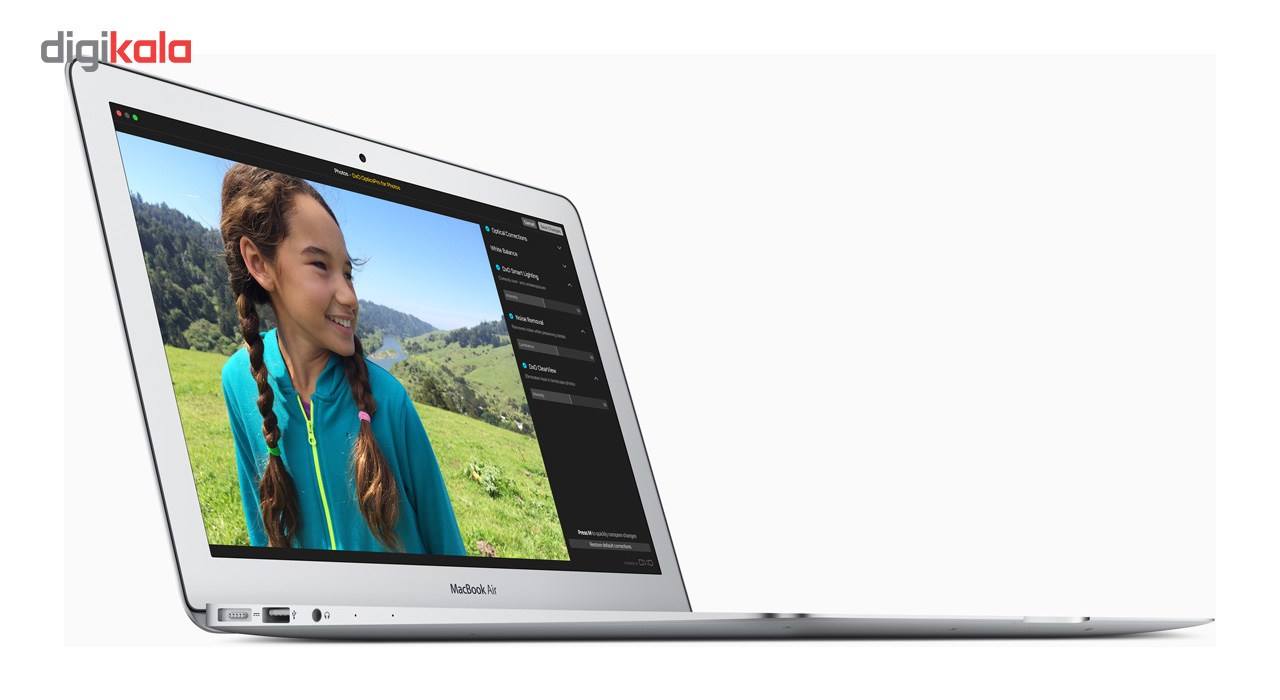 digikala
Photos - DxO OpticsPro for Photos
Cancel
Save Changes
Optical Corrections
White Balance
DxO Smart Lighting
Intensity
Noise Removal
Luminance
DxO ClearView
Intensity
Press M to quickly compare changes
Restore default corrections
MacBook Air